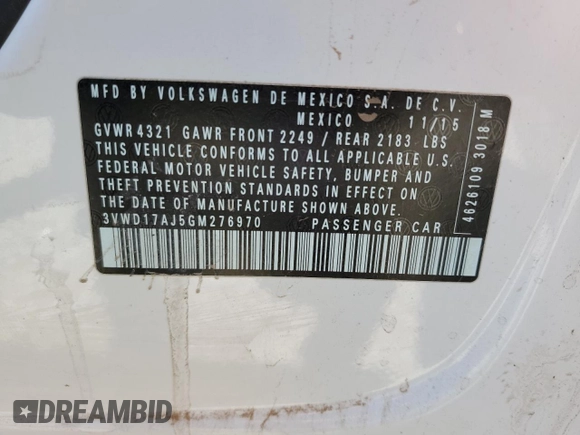 MFD BY VOLKSWAGEN DE MEXICO S.A. DE C.V.
MEXICO 11/15
GVWR 4321 GAWR FRONT 2249 / REAR 2183 LBS
THIS VEHICLE CONFORMS TO ALL APPLICABLE U.S.
FEDERAL MOTOR VEHICLE SAFETY, BUMPER AND
THEFT PREVENTION STANDARDS IN EFFECT ON
THE DATE OF MANUFACTURE SHOWN ABOVE.
3VWD17AJ5GM276970 PASSENGER CAR
4626109 3018 M
DREAMBID